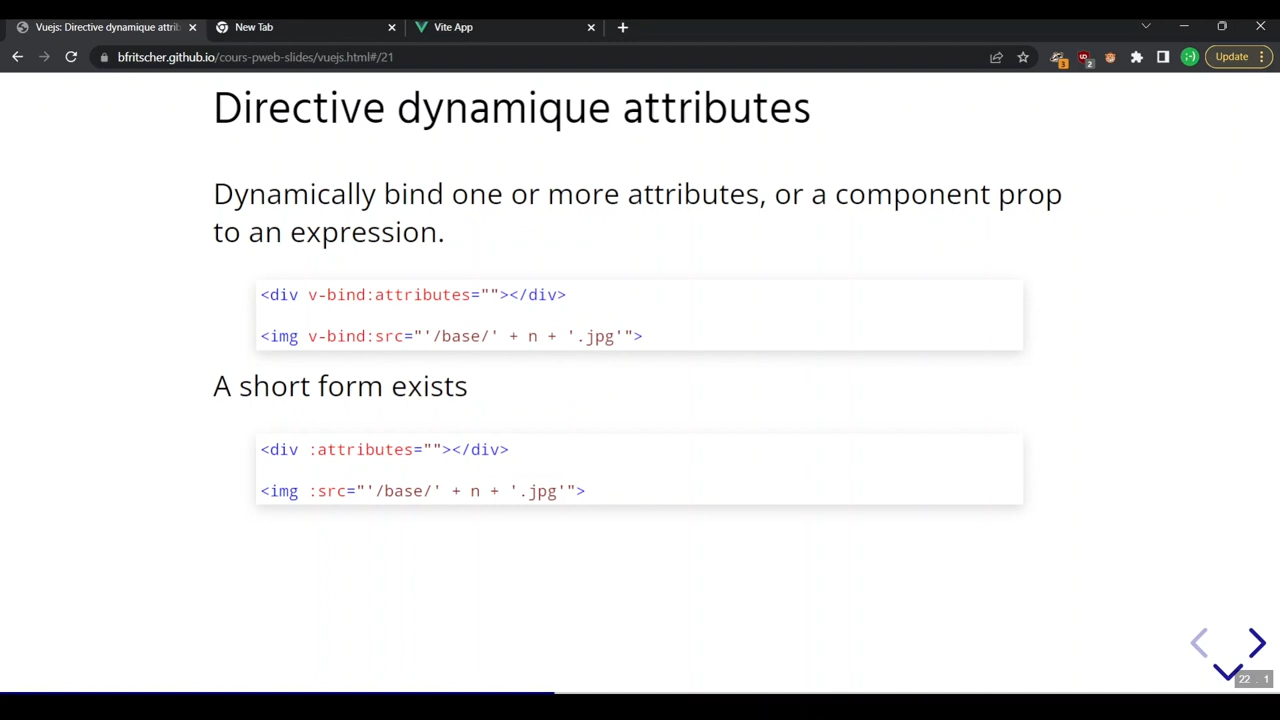 Vuejs: Directive dynamique attrib
New Tab
Vite App
bfritscher.github.io/cours-pweb-slides/vuejs.html#/21
3
2
;-)
Update
Directive dynamique attributes
Dynamically bind one or more attributes, or a component prop
to an expression.
<div v-bind:attributes=""></div>
<img v-bind:src="'/base/' + n + '.jpg'">
A short form exists
<div :attributes=""></div>
<img :src="'/base/' + n + '.jpg'">
22 . 1